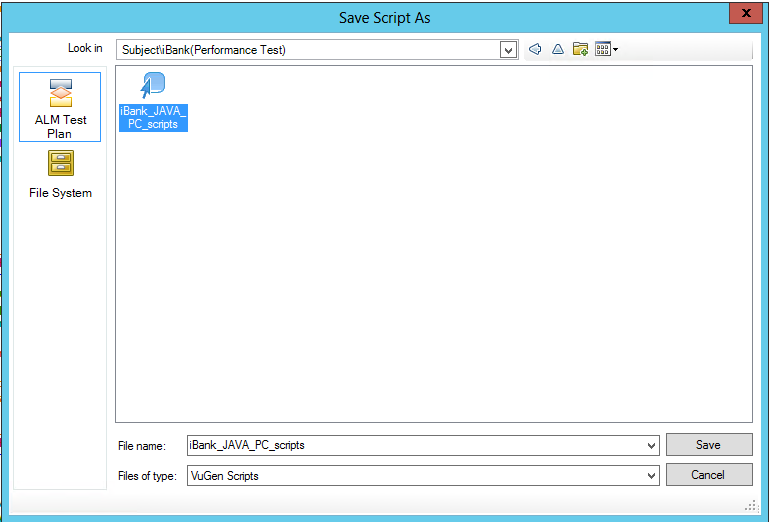 Save Script As
x
Look in
Subject\iBank(Performance Test)
ALM Test
Plan
File System
iBank_JAVA_
PC_scripts
File name:
iBank_JAVA_PC_scripts
Save
Files of type:
VuGen Scripts
Cancel